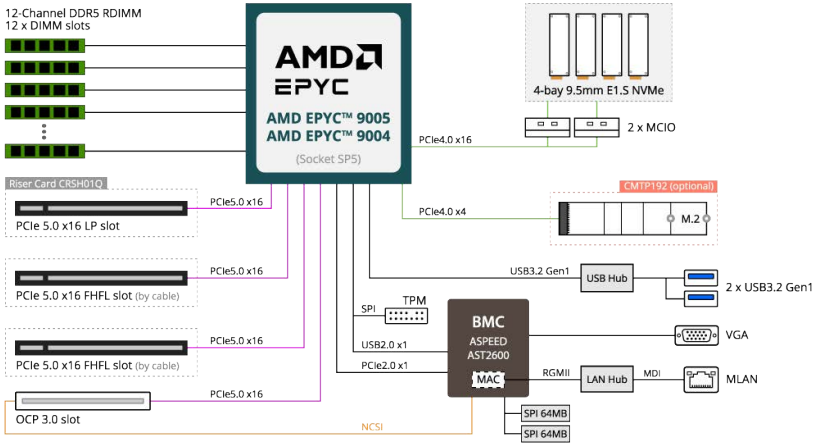 12-Channel DDR5 RDIMM
12 x DIMM slots
AMD
EPYC
AMD EPYC™ 9005
AMD EPYC™ 9004
(Socket SP5)
4-bay 9.5mm E1.S NVMe
2 x MCIO
PCIe4.0 x16
Riser Card CRSH01Q
PCIe5.0 x16
PCIe 5.0 x16 LP slot
CMTP192 (optional)
PCIe4.0 x4
M.2
PCIe5.0 x16
PCIe 5.0 x16 FHFL slot (by cable)
USB3.2 Gen1
USB Hub
2 x USB3.2 Gen1
SPI
TPM
PCIe5.0 x16
PCIe 5.0 x16 FHFL slot (by cable)
USB2.0 x1
PCIe2.0 x1
BMC
ASPEED
AST2600
MAC
VGA
RGMII
LAN Hub
MDI
MLAN
PCIe5.0 x16
OCP 3.0 slot
NCSI
SPI 64MB
SPI 64MB